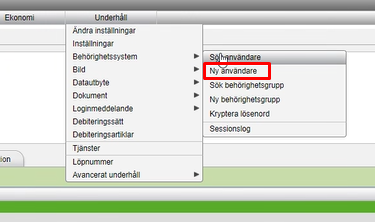 Ekonomi
Underhåll
Ändra inställningar
Inställningar
Behörighetssystem
Bild
Datautbyte
Dokument
Loginmeddelande
Debiteringssätt
Debiteringsartiklar
Tjänster
Löpnummer
Avancerat underhåll
Sök användare
Ny användare
Sök behörighetsgrupp
Ny behörighetsgrupp
Kryptera lösenord
Sessionslog
ion